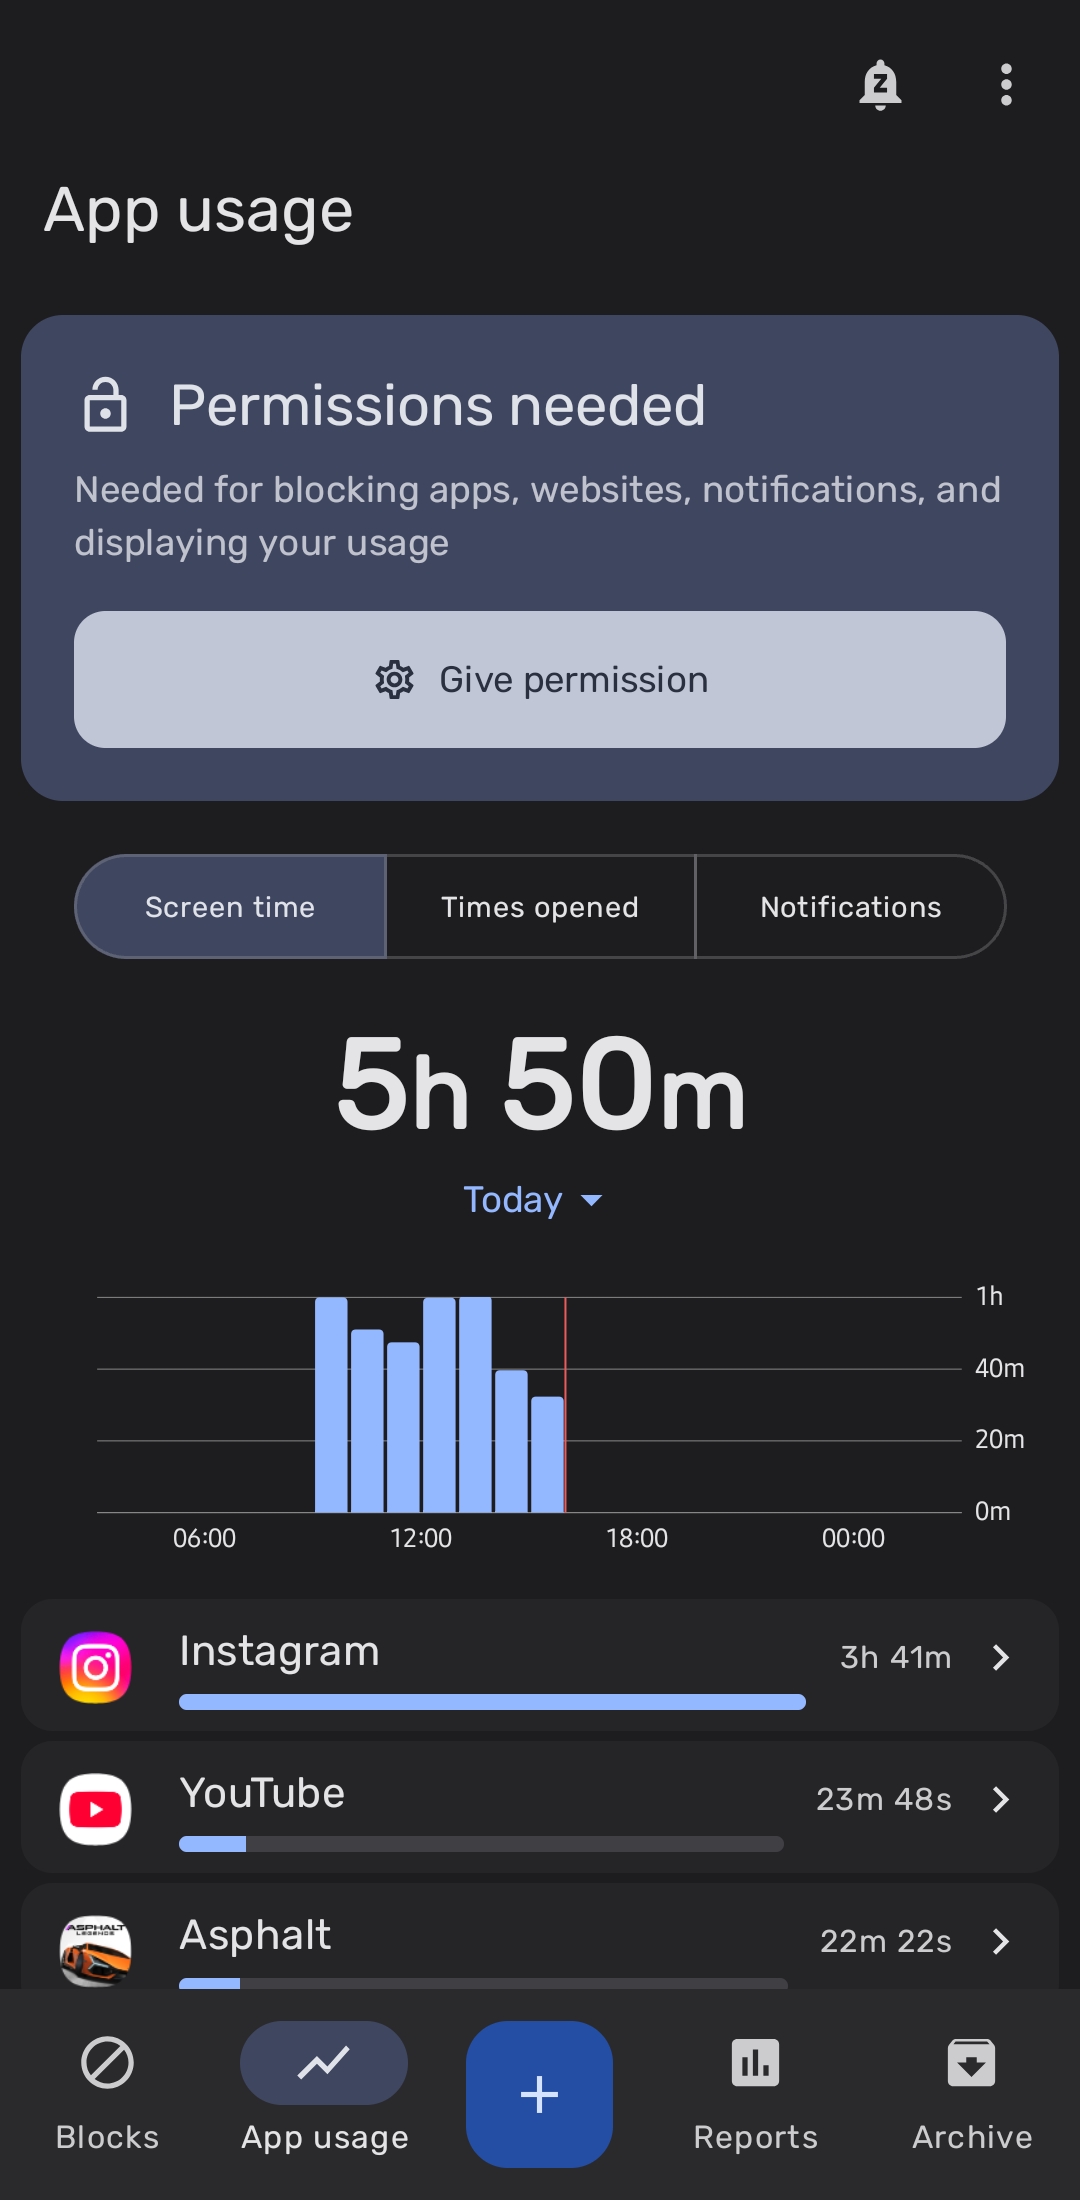 App usage
Permissions needed
Needed for blocking apps, websites, notifications, and
displaying your usage
Give permission
Screen time
Times opened
Notifications
5h 50m
Today
1h
40m
20m
0m
06:00
12:00
18:00
00:00
Instagram
3h 41m
YouTube
23m 48s
ASPHALT
LEGENDS
Asphalt
22m 22s
Blocks
App usage
Reports
Archive